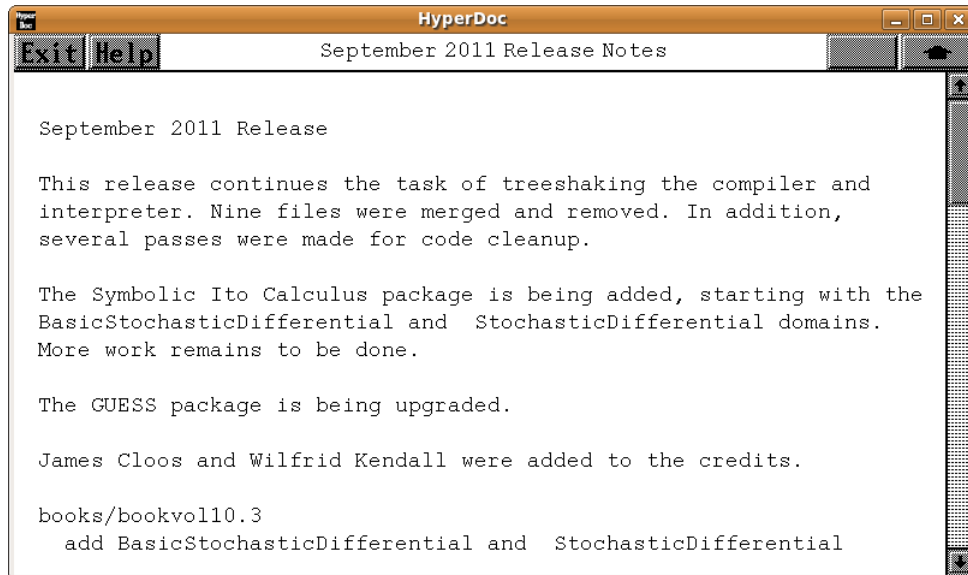 HyperDoc
Exit Help September 2011 Release Notes
September 2011 Release
This release continues the task of treeshaking the compiler and
interpreter. Nine files were merged and removed. In addition,
several passes were made for code cleanup.
The Symbolic Ito Calculus package is being added, starting with the
BasicStochasticDifferential and  StochasticDifferential domains.
More work remains to be done.
The GUESS package is being upgraded.
James Cloos and Wilfrid Kendall were added to the credits.
books/bookvol10.3
add BasicStochasticDifferential and  StochasticDifferential